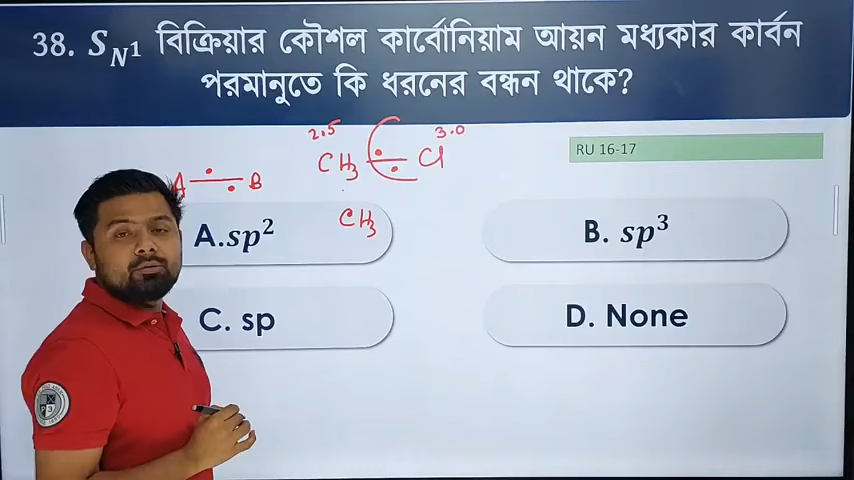 38. S_N1 বিক্রিয়ার কৌশল কার্বোনিয়াম আয়ন মধ্যকার কার্বন
পরমানুতে কি ধরনের বন্ধন থাকে?
RU 16-17
2.5 3.0
CH₃ Cl
A B
CH₃
A. sp²
B. sp³
C. sp
D. None